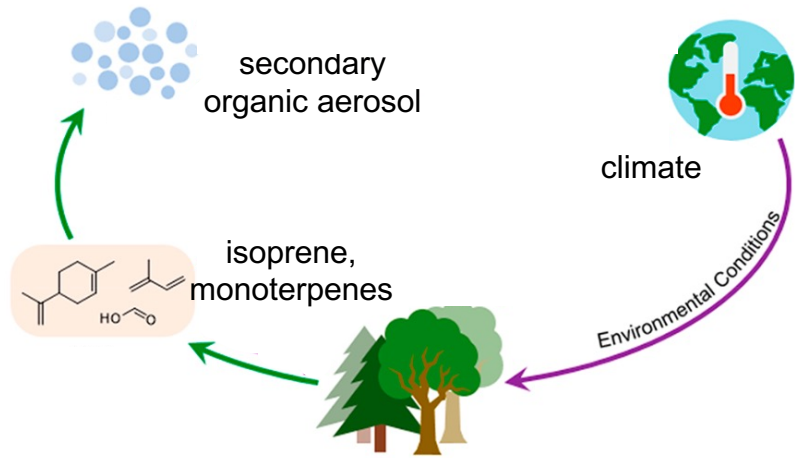 secondary
organic aerosol
climate
Environmental Conditions
isoprene,
monoterpenes
HO
O